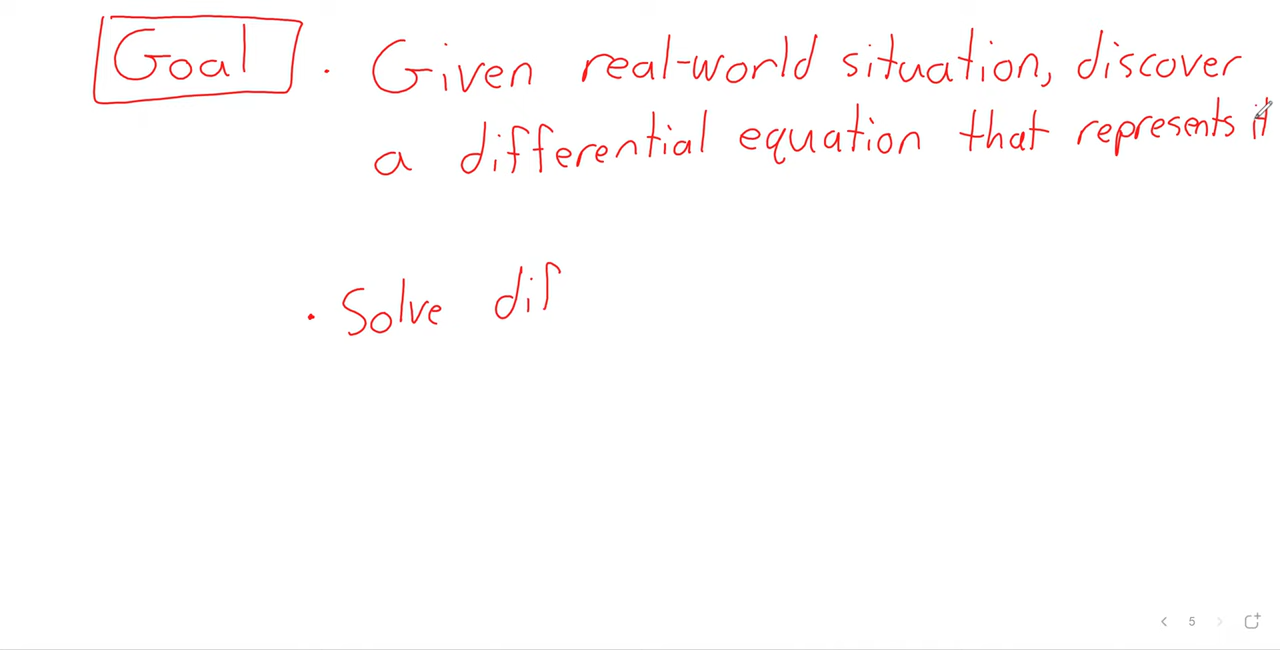 Goal · Given real-world situation, discover
a differential equation that represents it
· Solve dif
5